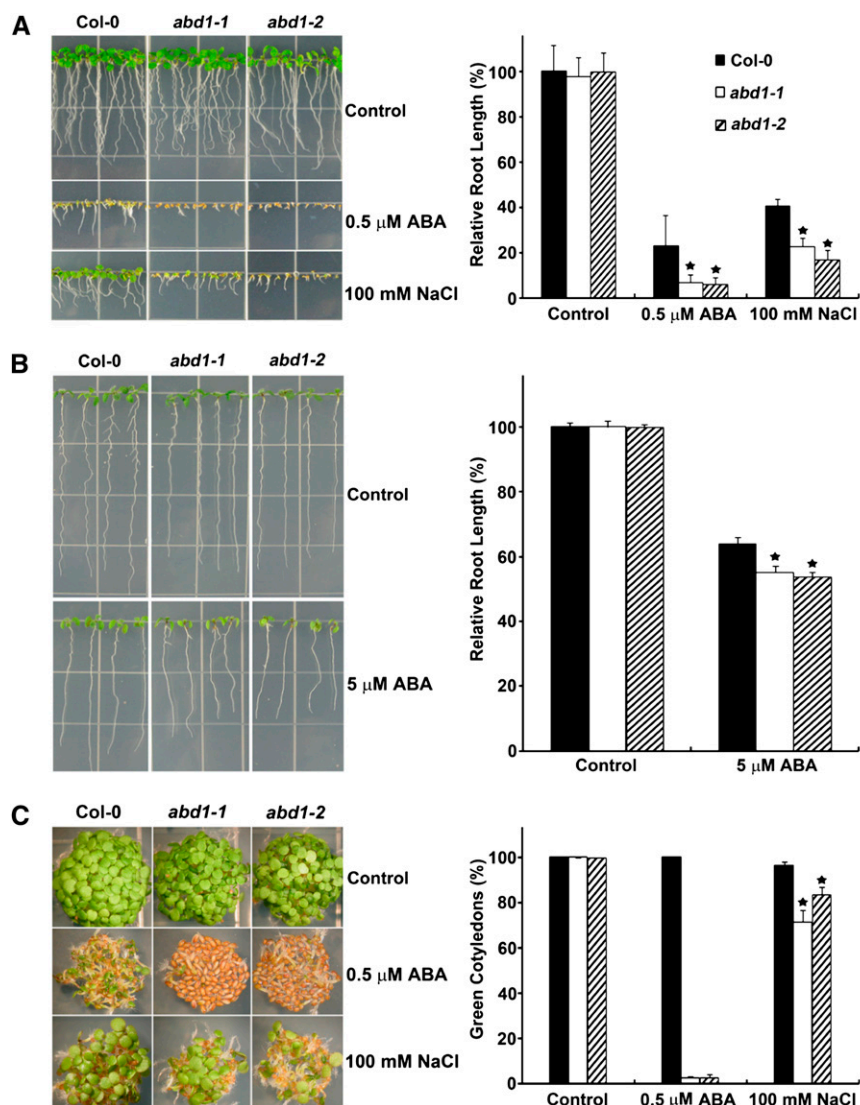 A
Col-0 abd1-1 abd1-2
Control
0.5 μM ABA
100 mM NaCl
Relative Root Length (%)
100
80
60
40
20
0
Col-0
abd1-1
abd1-2
Control 0.5 μM ABA 100 mM NaCl
B
Col-0 abd1-1 abd1-2
Control
5 μM ABA
Relative Root Length (%)
100
80
60
40
20
0
Control 5 μM ABA
C
Col-0 abd1-1 abd1-2
Control
0.5 μM ABA
100 mM NaCl
Green Cotyledons (%)
100
80
60
40
20
0
Control 0.5 μM ABA 100 mM NaCl